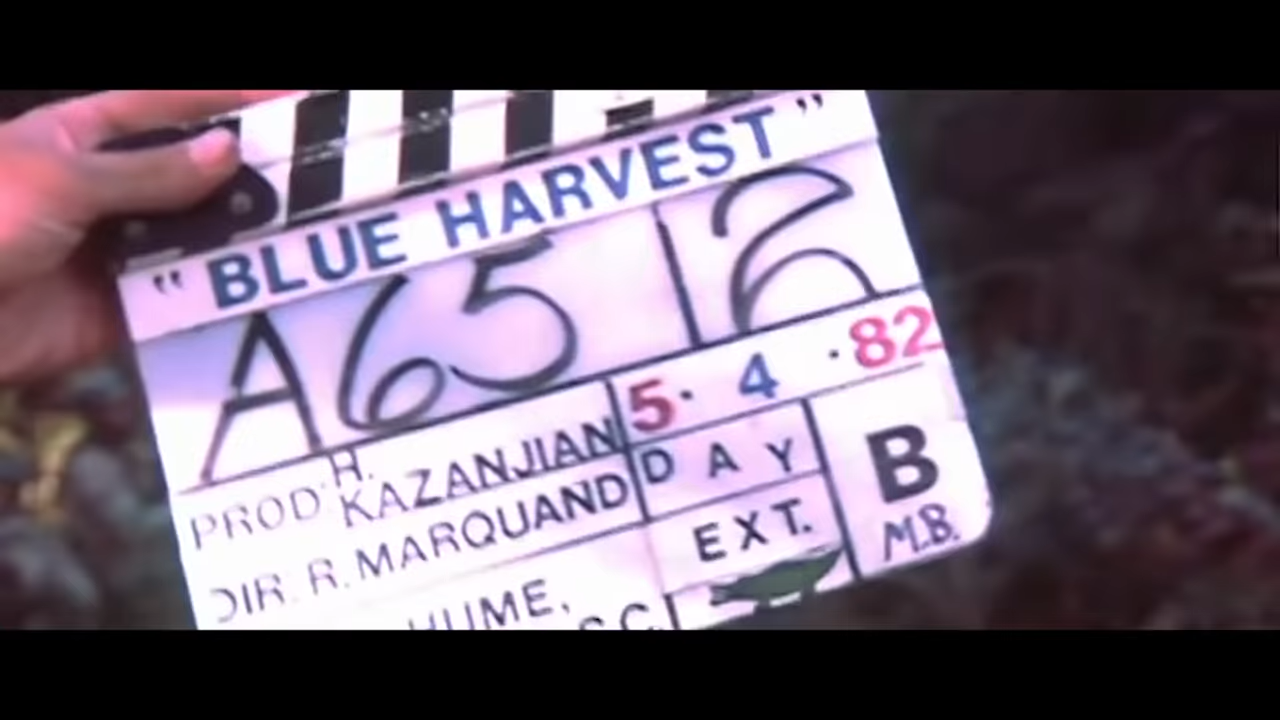 "BLUE HARVEST"
A65 2
5. 4 .82
PROD. H. KAZANJIAN
DAY
DIR. R. MARQUAND
EXT.
B
M.B.
HUME,
S.C.